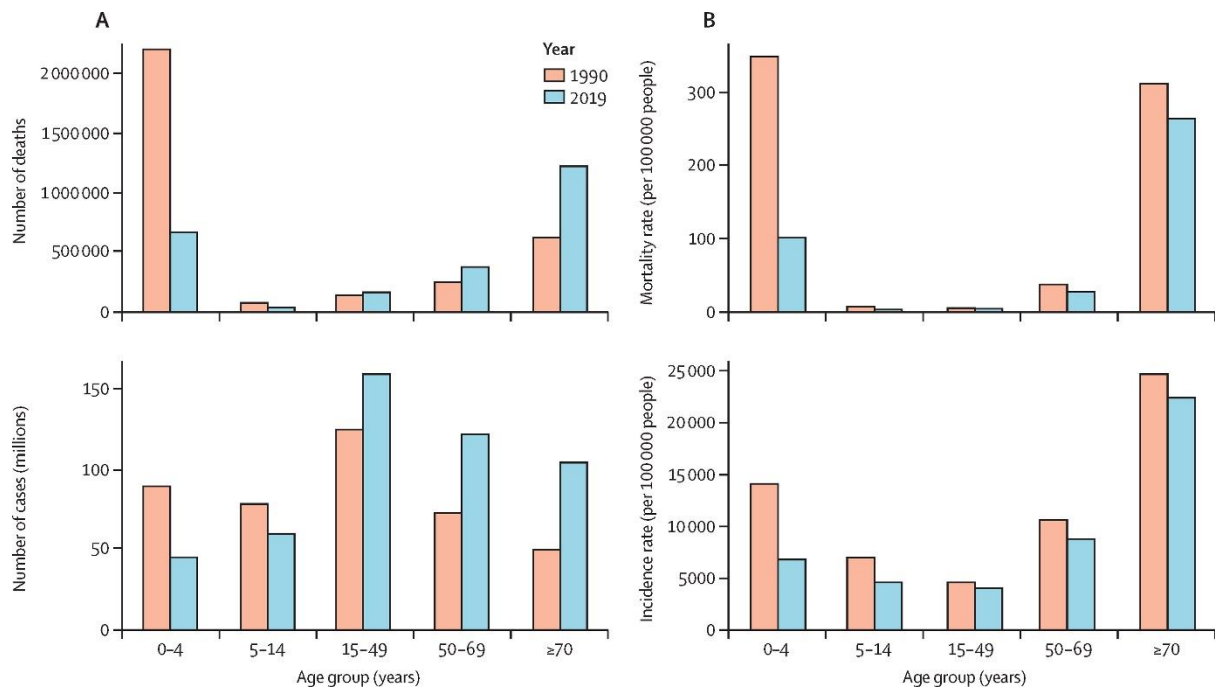 A
Year
1990
2019
Number of deaths
2 000 000
1 500 000
1 000 000
500 000
0
B
Mortality rate (per 100 000 people)
300
200
100
0
Number of cases (millions)
150
100
50
0
0–4
5–14
15–49
50–69
≥70
Age group (years)
Incidence rate (per 100 000 people)
25 000
20 000
15 000
10 000
5000
0
0–4
5–14
15–49
50–69
≥70
Age group (years)